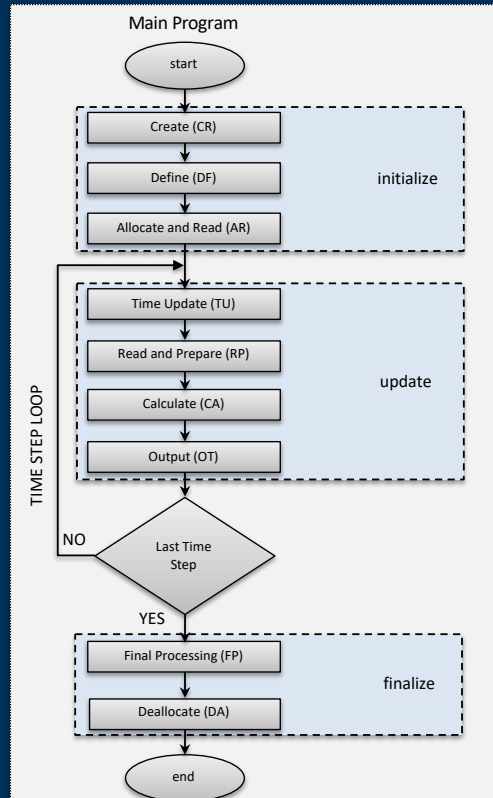 Main Program
start
Create (CR)
Define (DF)
initialize
Allocate and Read (AR)
Time Update (TU)
Read and Prepare (RP)
update
Calculate (CA)
Output (OT)
TIME STEP LOOP
NO
Last Time
Step
YES
Final Processing (FP)
finalize
Deallocate (DA)
end